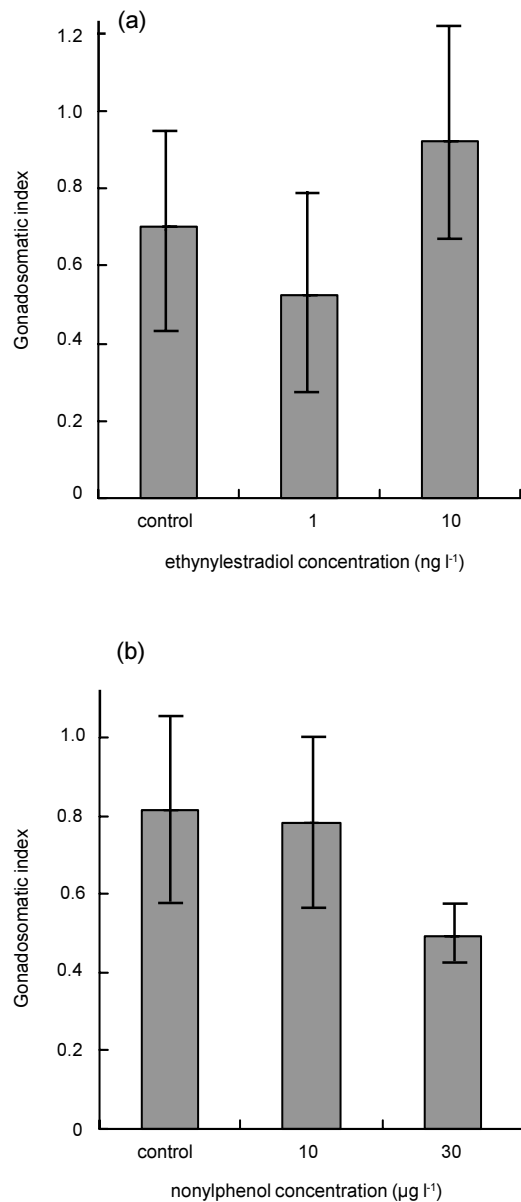 (a)
1.2
1.0
0.8
0.6
0.4
0.2
0
Gonadosomatic index
control 1 10
ethynylestradiol concentration (ng l⁻¹)
(b)
1.0
0.8
0.6
0.4
0.2
0
Gonadosomatic index
control 10 30
nonylphenol concentration (µg l⁻¹)